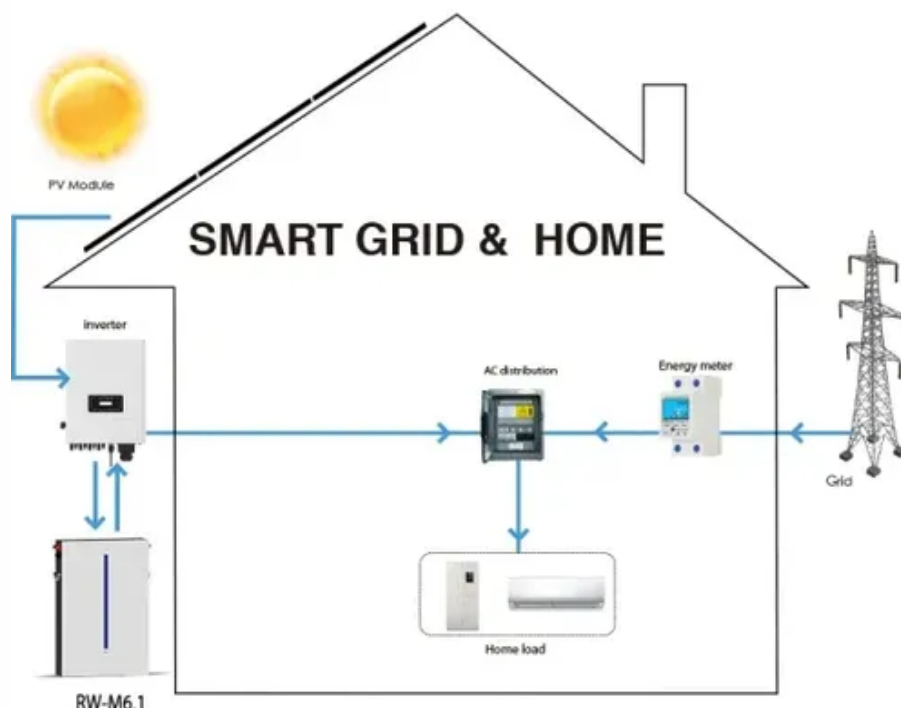 PV Module
SMART GRID & HOME
inverter
AC distribution
Energy meter
Grid
Home load
RW-M6.1